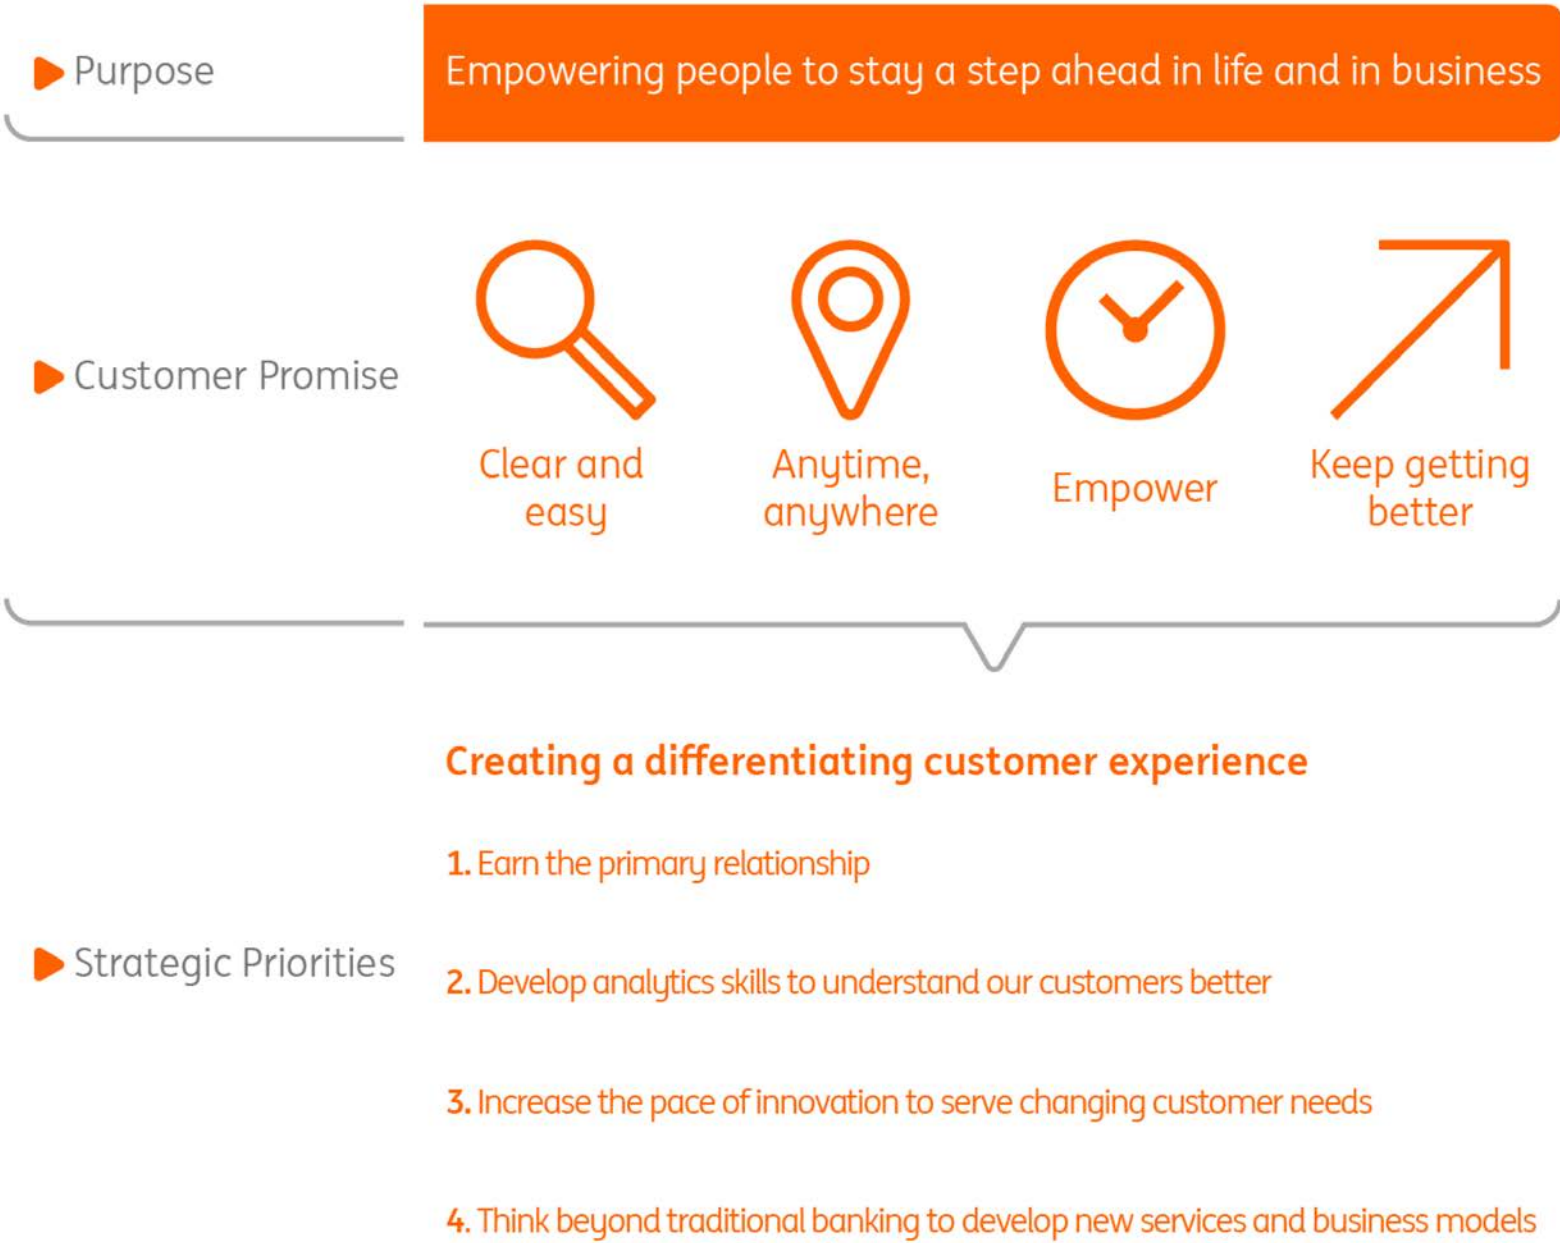 Purpose
Empowering people to stay a step ahead in life and in business
Customer Promise
Clear and
easy
Anytime,
anywhere
Empower
Keep getting
better
Creating a differentiating customer experience
1. Earn the primary relationship
Strategic Priorities
2. Develop analytics skills to understand our customers better
3. Increase the pace of innovation to serve changing customer needs
4. Think beyond traditional banking to develop new services and business models